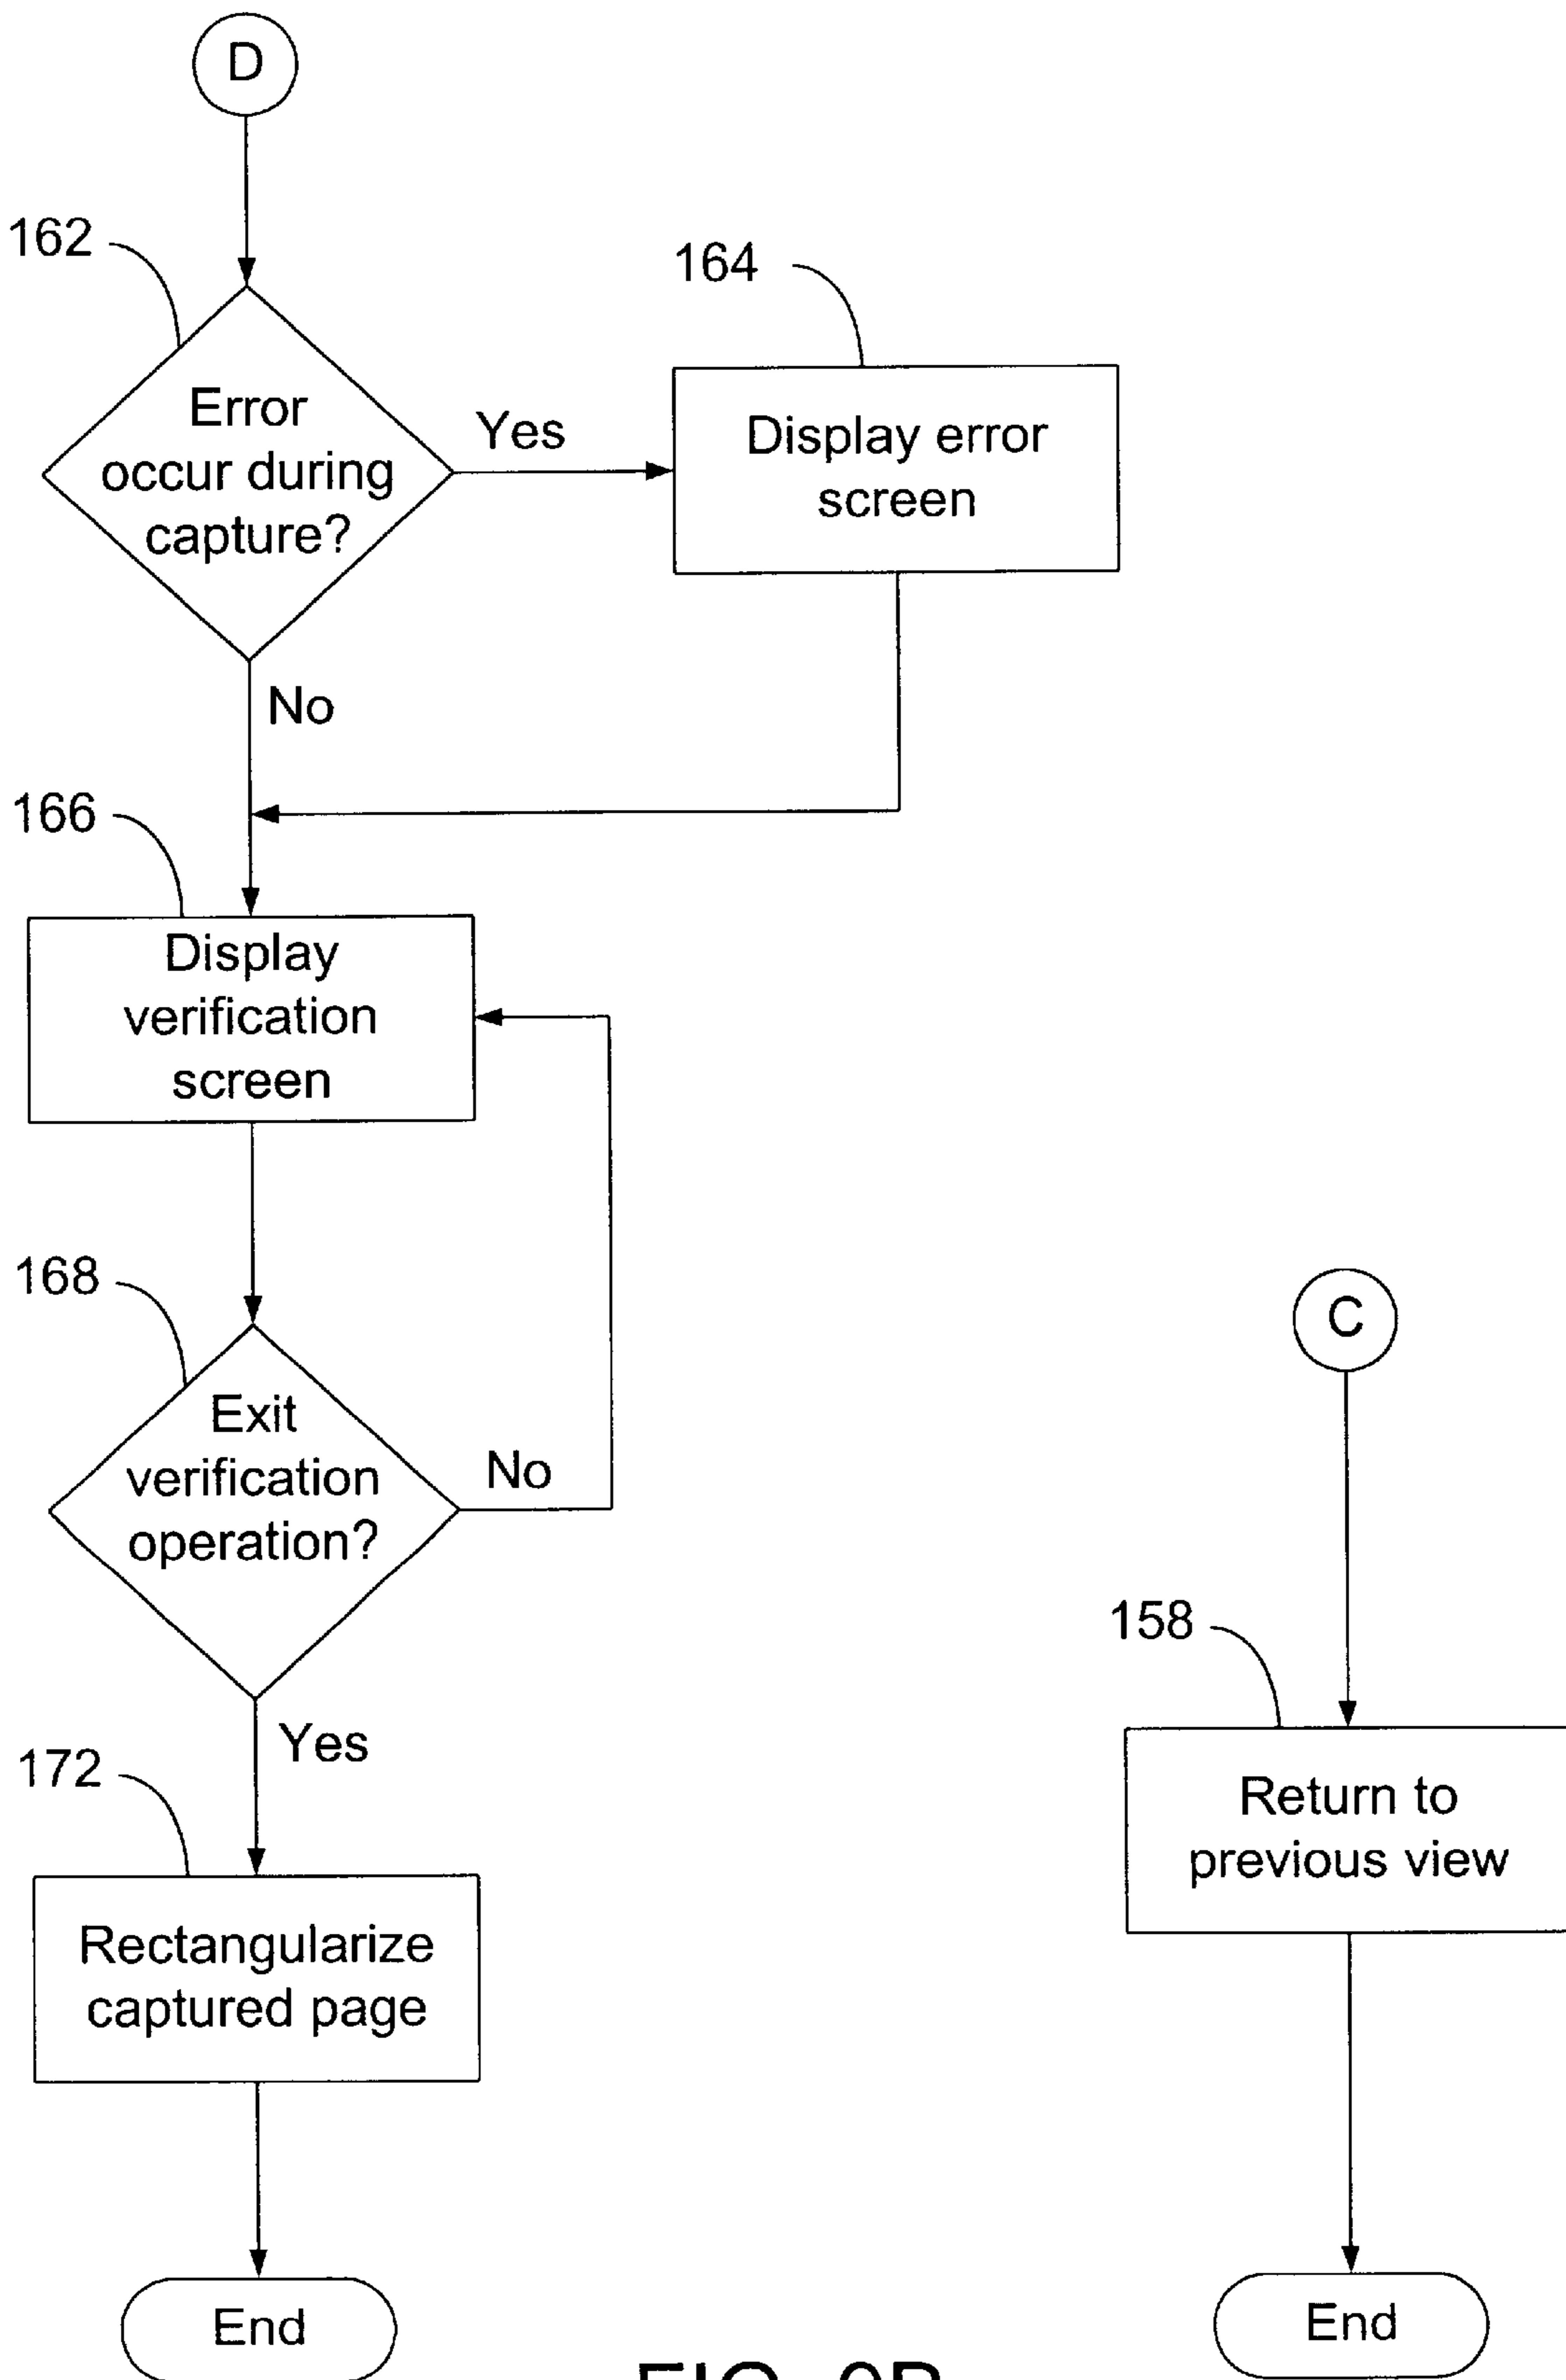 D
162
Error
occur during
capture?
Yes
164
Display error
screen
No
166
Display
verification
screen
168
Exit
verification
operation?
No
Yes
172
Rectangularize
captured page
End
C
158
Return to
previous view
End